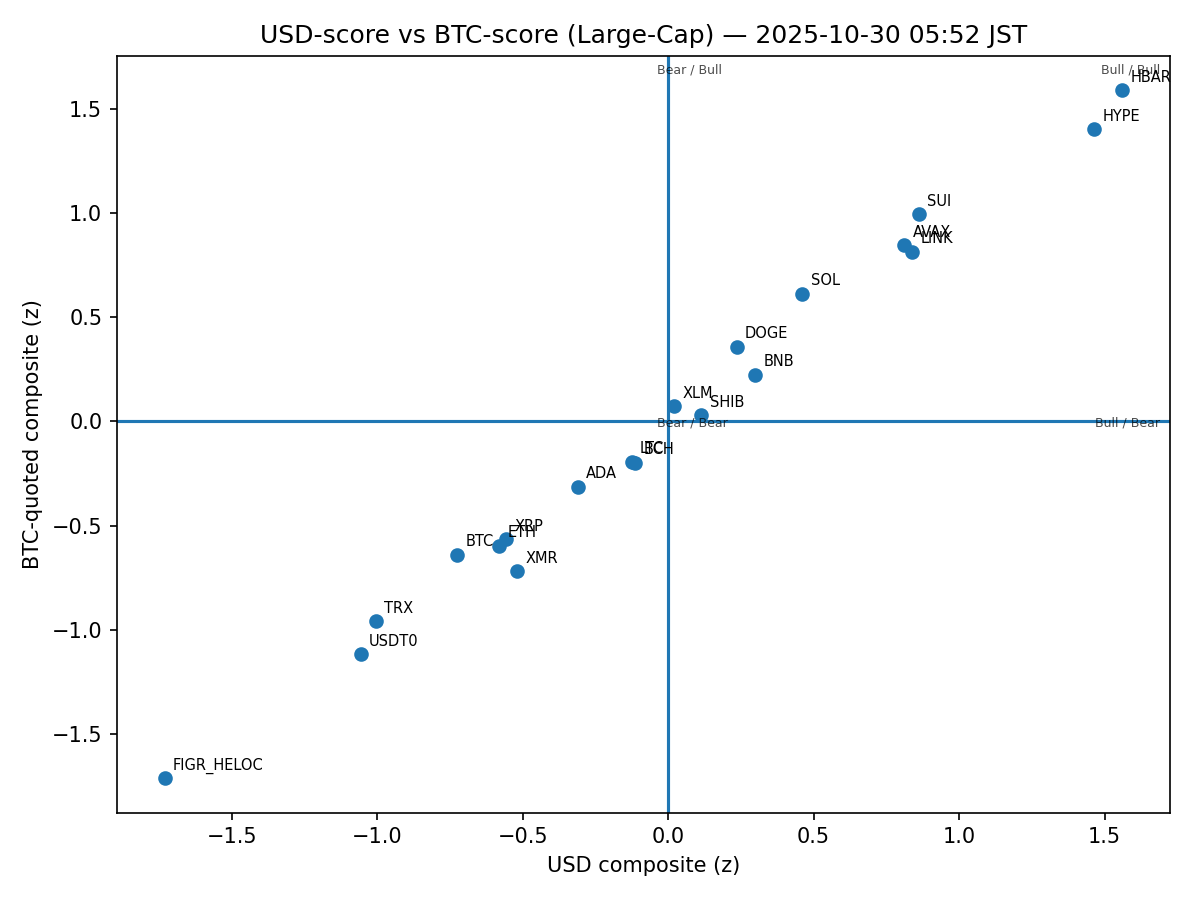 USD-score vs BTC-score (Large-Cap) — 2025-10-30 05:52 JST
Bear / Bull
Bull / Bull
HBAR
HYPE
SUI
AVAX
LINK
SOL
DOGE
BNB
XLM
SHIB
Bear / Bear
Bull / Bear
LTC
BCH
ADA
XRP
ETH
BTC
XMR
TRX
USDT0
FIGR_HELOC
1.5
1.0
0.5
0.0
−0.5
−1.0
−1.5
BTC-quoted composite (z)
−1.5
−1.0
−0.5
0.0
0.5
1.0
1.5
USD composite (z)